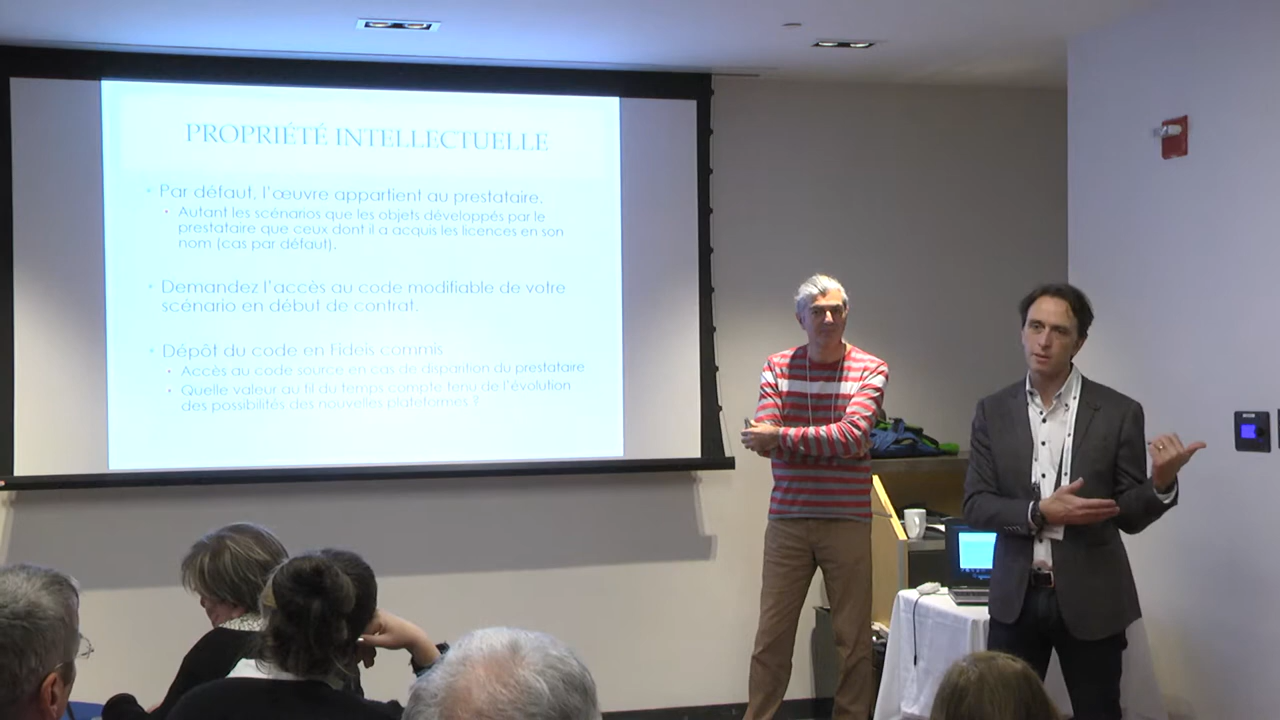 PROPRIÉTÉ INTELLECTUELLE
Par défaut, l'œuvre appartient au prestataire.
Autant les scénarios que les objets développés par le
prestataire que ceux dont il a acquis les licences en son
nom (cas par défaut).
Demandez l'accès au code modifiable de votre
scénario en début de contrat.
Dépôt du code en Fideis commis
Accès au code source en cas de disparition du prestataire
Quelle valeur au fil du temps compte tenu de l'évolution
des possibilités des nouvelles plateformes ?